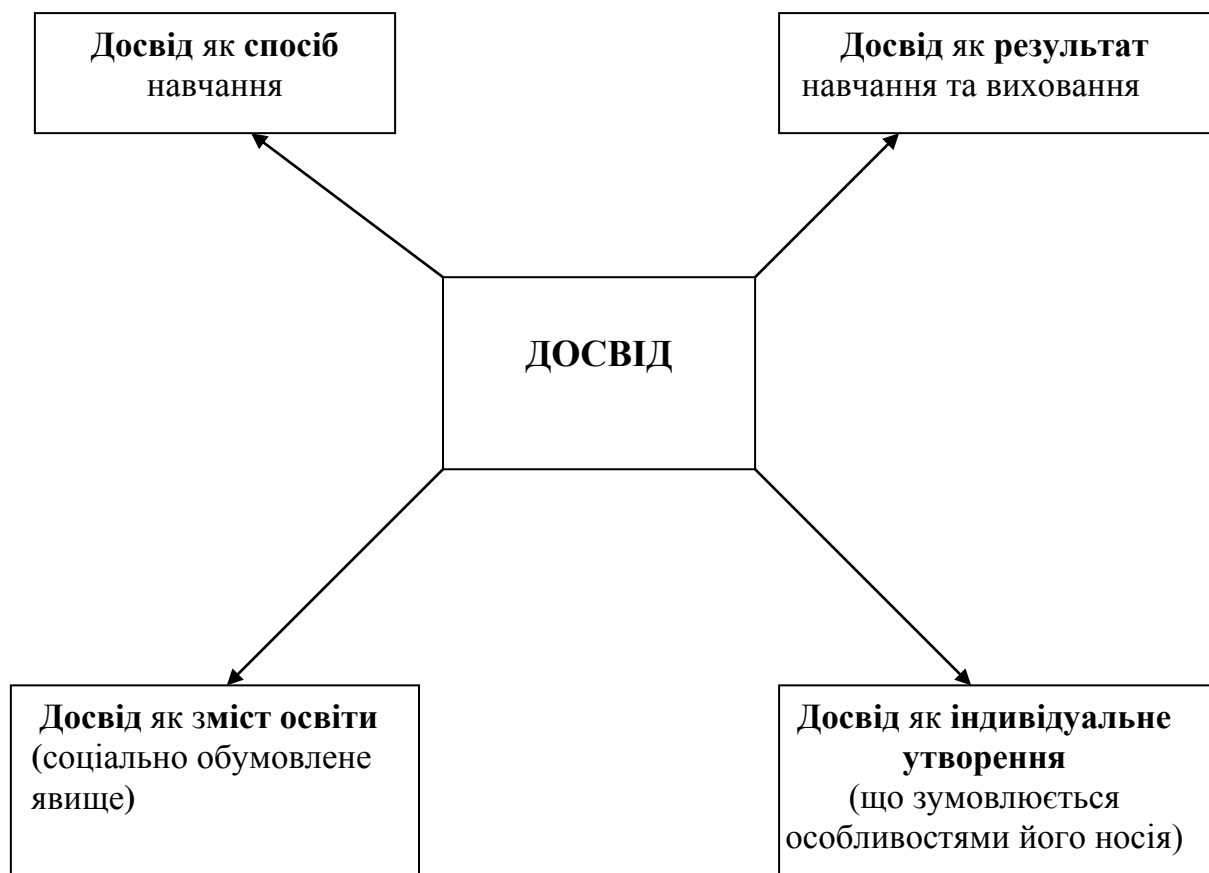 Досвід як спосіб
навчання
Досвід як результат
навчання та виховання
ДОСВІД
Досвід як зміст освіти
(соціально обумовлене
явище)
Досвід як індивідуальне
утворення
(що зумовлюється
особливостями його носія)